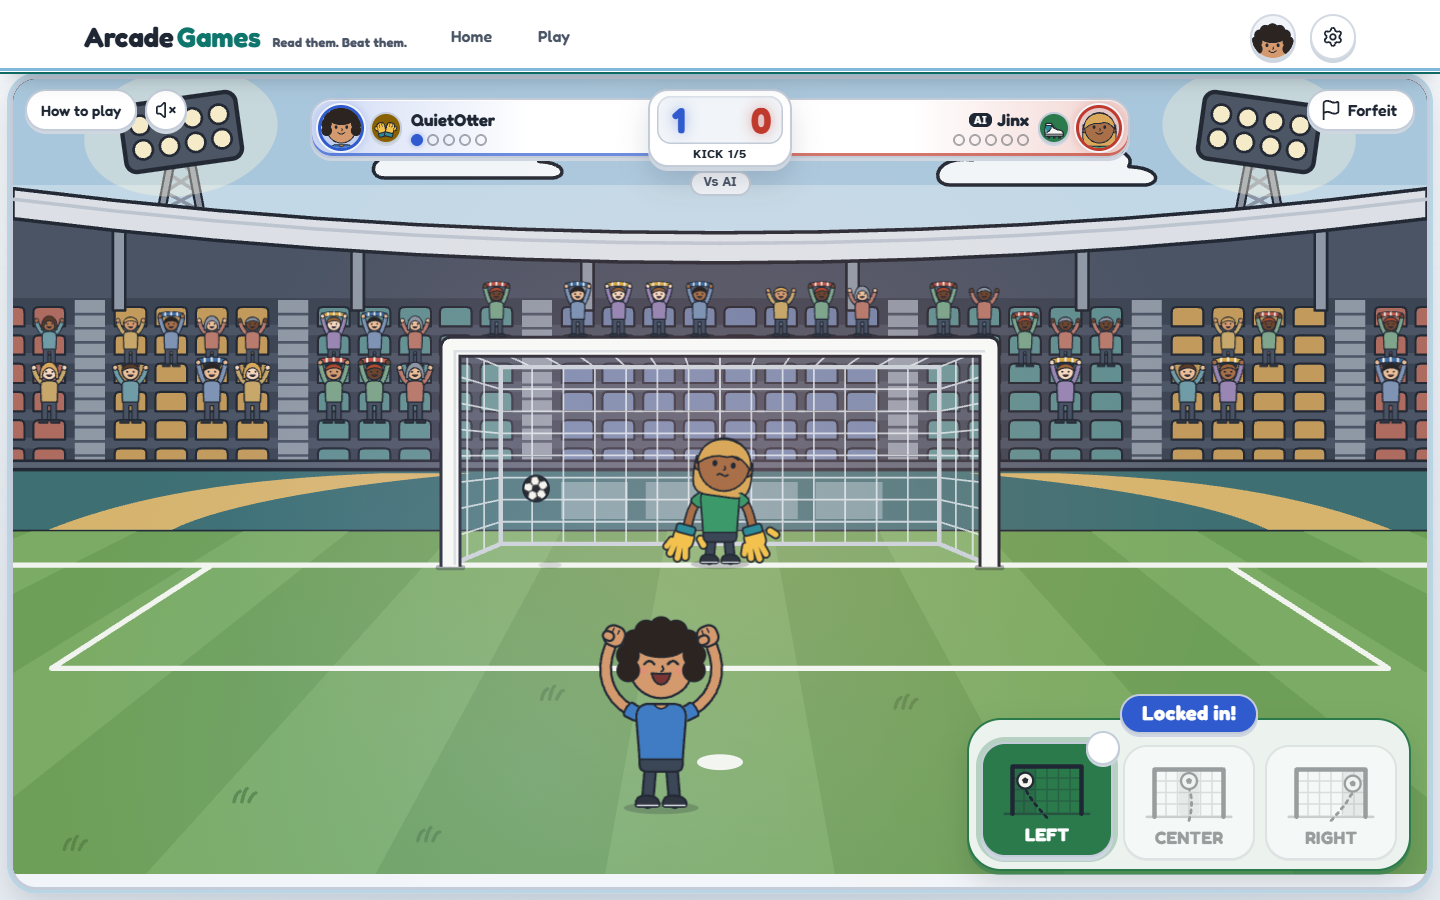 Arcade Games
Read them. Beat them.
Home
Play
How to play
QuietOtter
1
0
KICK 1/5
Vs AI
AI Jinx
Forfeit
Locked in!
LEFT
CENTER
RIGHT